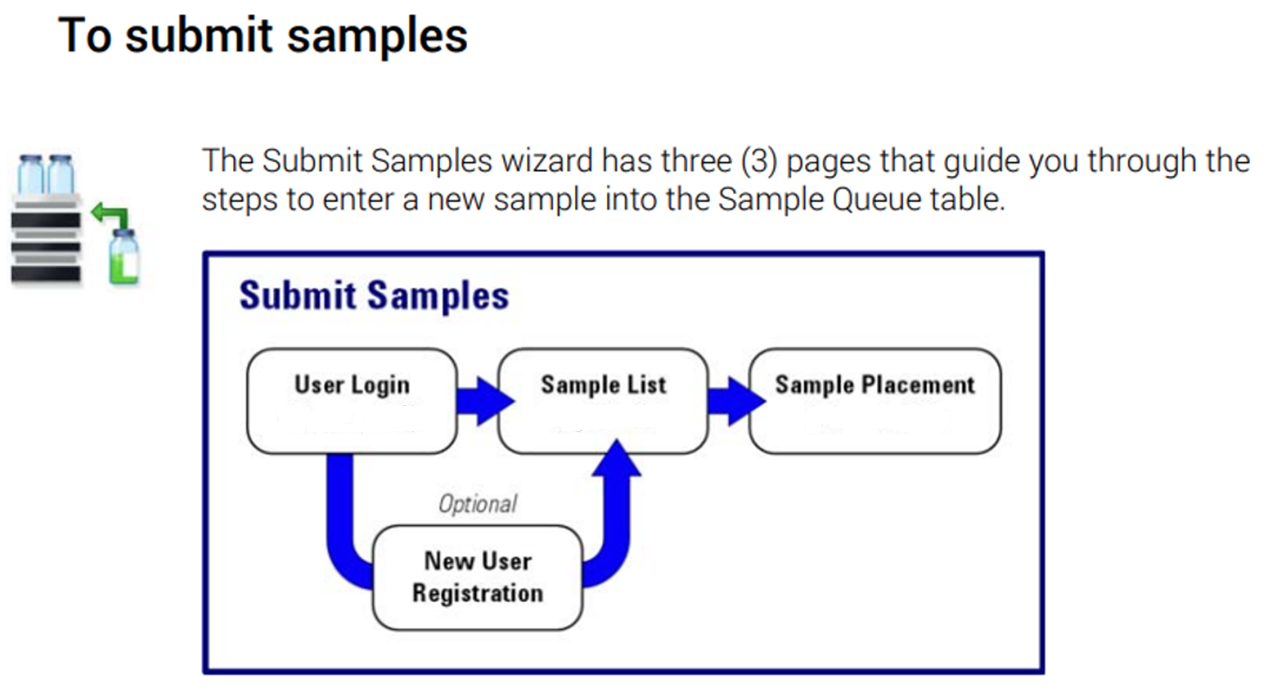 To submit samples
The Submit Samples wizard has three (3) pages that guide you through the
steps to enter a new sample into the Sample Queue table.
Submit Samples
User Login
Sample List
Sample Placement
Optional
New User
Registration